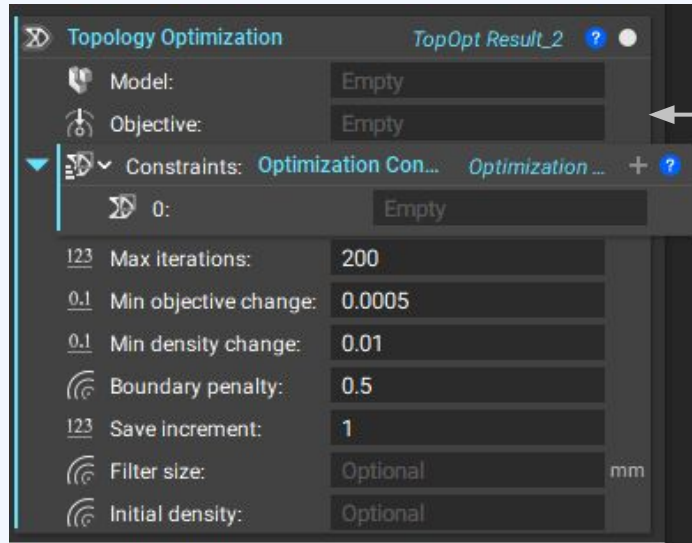 Topology Optimization TopOpt Result_2 ?
Model: Empty
Objective: Empty
Constraints: Optimization Con... Optimization ... + ?
0: Empty
123 Max iterations: 200
0.1 Min objective change: 0.0005
0.1 Min density change: 0.01
Boundary penalty: 0.5
123 Save increment: 1
Filter size: Optional mm
Initial density: Optional